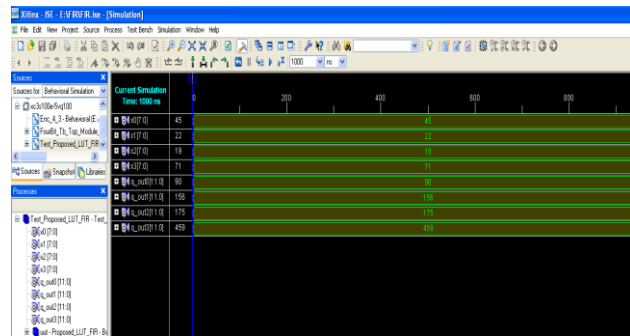 Xilinx - ISE - E:\FIR\FIR.ise - [Simulation]
File Edit View Project Source Process Test Bench Simulation Window Help
1000 ns
Sources
Sources for: Behavioral Simulation
xc3s100e-5vq100
Enc_4_3 - Behavioral (E:
FourBit_Tb_Top_Module_
Test_Proposed_LUT_FIR
Sources Snapshot Libraries
Processes
Test_Proposed_LUT_FIR - Test_
x0 [7:0]
x1 [7:0]
x2 [7:0]
x3 [7:0]
q_out0 [11:0]
q_out1 [11:0]
q_out2 [11:0]
q_out3 [11:0]
uut - Proposed_LUT_FIR - Be
Current Simulation
Time: 1000 ns
0 200 400 600 800
x0[7:0] 45 45
x1[7:0] 22 22
x2[7:0] 19 19
x3[7:0] 71 71
q_out0[11:0] 90 90
q_out1[11:0] 156 156
q_out2[11:0] 175 175
q_out3[11:0] 459 459